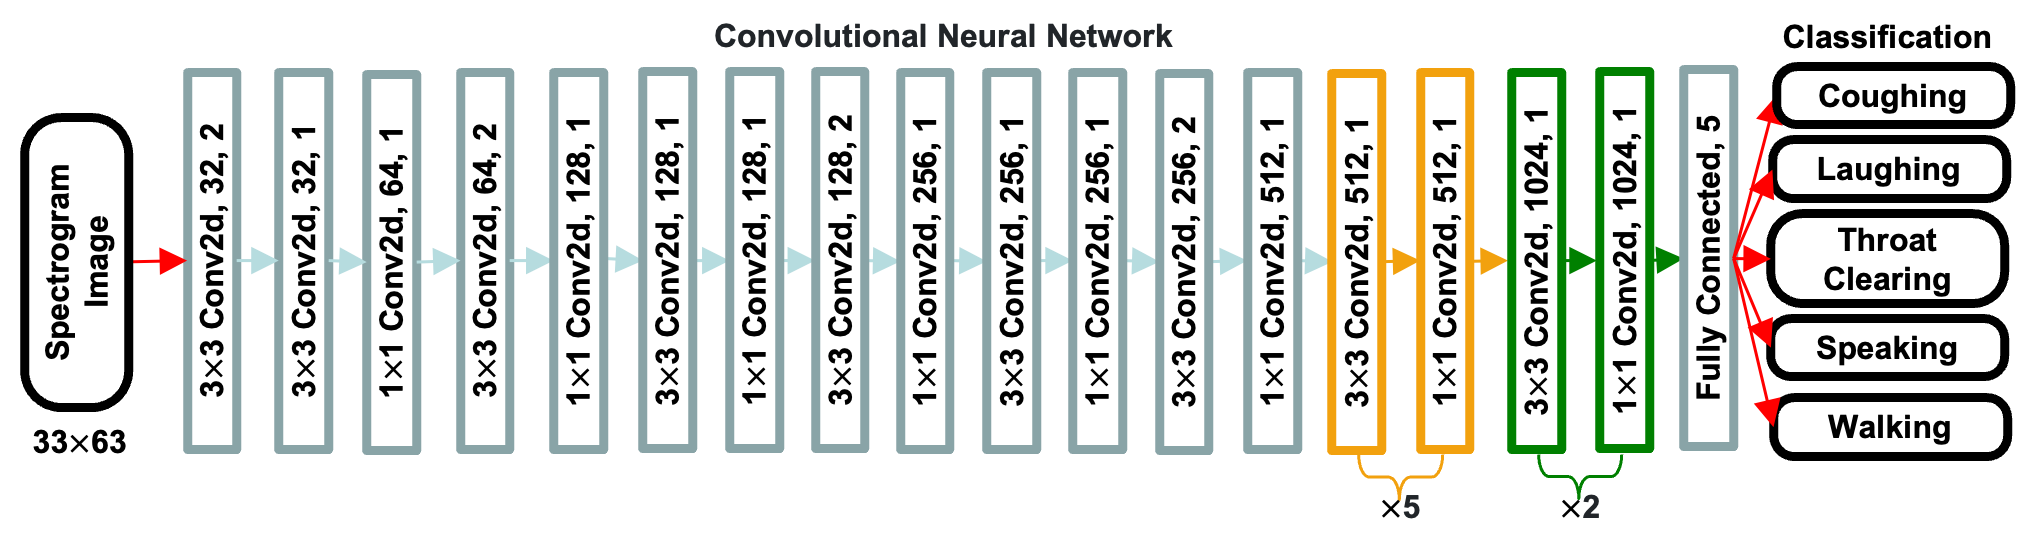 Convolutional Neural Network
Classification
Spectrogram
Image
33×63
3×3 Conv2d, 32, 2
3×3 Conv2d, 32, 1
1×1 Conv2d, 64, 1
3×3 Conv2d, 64, 2
1×1 Conv2d, 128, 1
3×3 Conv2d, 128, 1
1×1 Conv2d, 128, 1
3×3 Conv2d, 128, 2
1×1 Conv2d, 256, 1
3×3 Conv2d, 256, 1
1×1 Conv2d, 256, 1
3×3 Conv2d, 256, 2
1×1 Conv2d, 512, 1
3×3 Conv2d, 512, 1
1×1 Conv2d, 512, 1
×5
3×3 Conv2d, 1024, 1
1×1 Conv2d, 1024, 1
×2
Fully Connected, 5
Coughing
Laughing
Throat
Clearing
Speaking
Walking